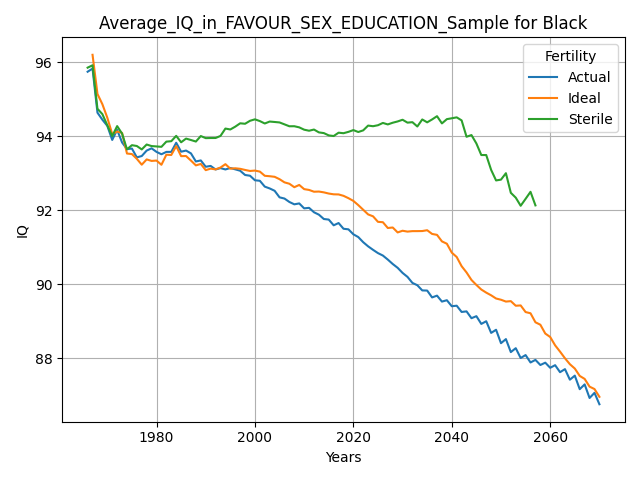 Average_IQ_in_FAVOUR_SEX_EDUCATION_Sample for Black
Fertility
Actual
Ideal
Sterile
IQ
96
94
92
90
88
1980
2000
2020
2040
2060
Years